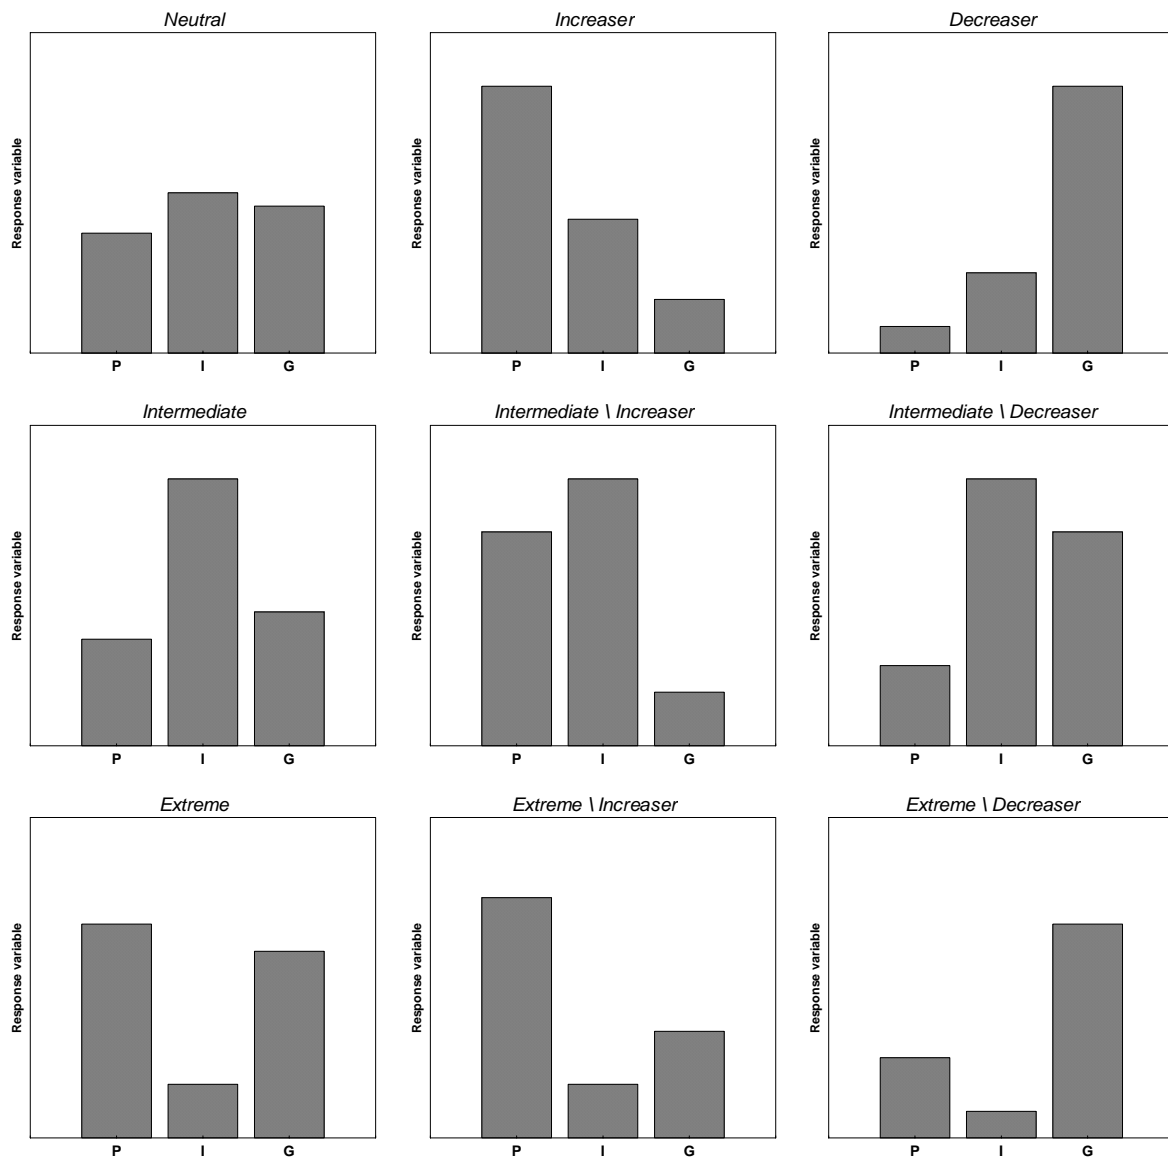 Neutral
Increaser
Decreaser
Response variable
Response variable
Response variable
P I G
P I G
P I G
Intermediate
Intermediate \ Increaser
Intermediate \ Decreaser
Response variable
Response variable
Response variable
P I G
P I G
P I G
Extreme
Extreme \ Increaser
Extreme \ Decreaser
Response variable
Response variable
Response variable
P I G
P I G
P I G